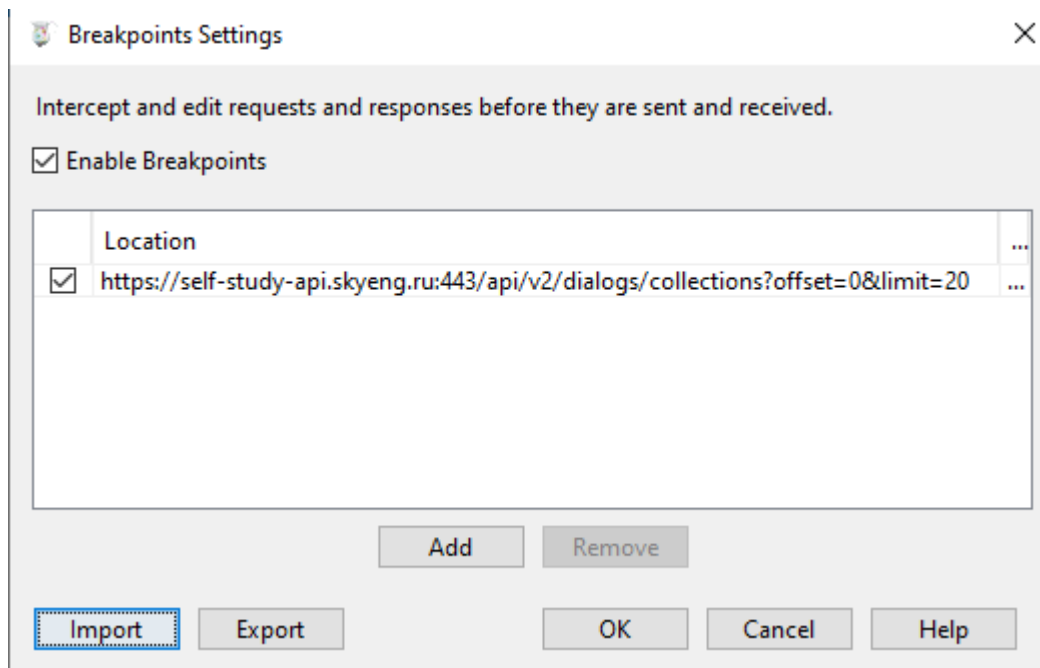 Breakpoints Settings
Intercept and edit requests and responses before they are sent and received.
Enable Breakpoints
Location ...
https://self-study-api.skyeng.ru:443/api/v2/dialogs/collections?offset=0&limit=20 ...
Add Remove
Import Export OK Cancel Help